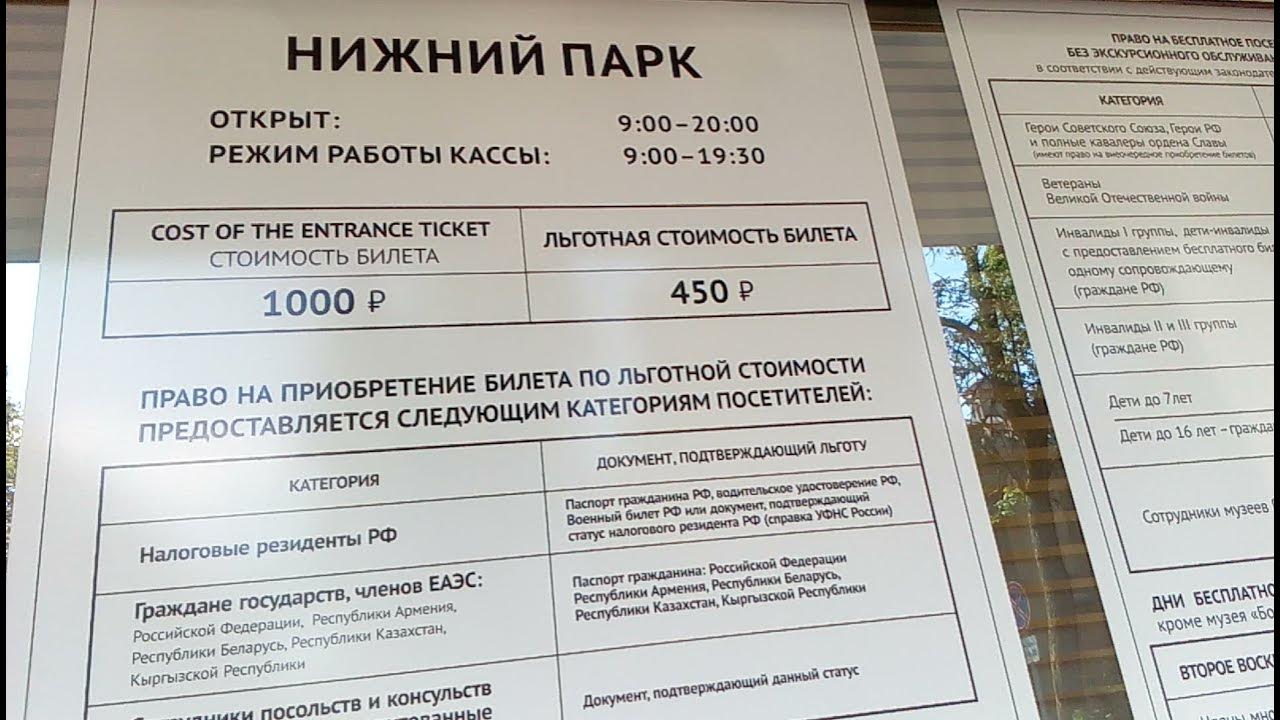 НИЖНИЙ ПАРК
ОТКРЫТ: 9:00–20:00
РЕЖИМ РАБОТЫ КАССЫ: 9:00–19:30
COST OF THE ENTRANCE TICKET
СТОИМОСТЬ БИЛЕТА
ЛЬГОТНАЯ СТОИМОСТЬ БИЛЕТА
1000 ₽
450 ₽
ПРАВО НА ПРИОБРЕТЕНИЕ БИЛЕТА ПО ЛЬГОТНОЙ СТОИМОСТИ
ПРЕДОСТАВЛЯЕТСЯ СЛЕДУЮЩИМ КАТЕГОРИЯМ ПОСЕТИТЕЛЕЙ:
КАТЕГОРИЯ
ДОКУМЕНТ, ПОДТВЕРЖДАЮЩИЙ ЛЬГОТУ
Налоговые резиденты РФ
Паспорт гражданина РФ, водительское удостоверение РФ,
Военный билет РФ или документ, подтверждающий
статус налогового резидента РФ (справка УФНС России)
Граждане государств, членов ЕАЭС:
Российской Федерации, Республики Армения,
Республики Беларусь, Республики Казахстан,
Кыргызской Республики
Паспорт гражданина: Российской Федерации
Республики Армения, Республики Беларусь,
Республики Казахстан, Кыргызской Республики
посольств и консульств
Документ, подтверждающий данный статус
ПРАВО НА БЕСПЛАТНОЕ
БЕЗ ЭКСКУРСИОННОГО
в соответствии с действующим
КАТЕГОРИЯ
Герои Советского Союза, Герои РФ
и полные кавалеры ордена Славы
(имеют право на внеочередное приобретение билетов)
Ветераны
Великой Отечественной войны
Инвалиды I группы, дети-инвалиды
с предоставлением бесплатного
одному сопровождающему
(граждане РФ)
Инвалиды II и III группы
(граждане РФ)
Дети до 7 лет
Дети до 16 лет –
Сотрудники музеев
ДНИ
кроме музея
ВТОРОЕ